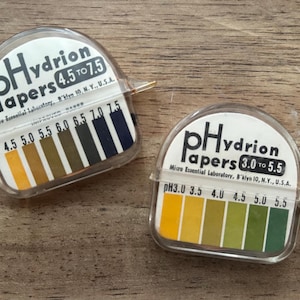 pHydrion
Papers 4.5 TO 7.5
Micro Essential Laboratory, B'klyn 10, N.Y., U.S.A.
4.5 5.0 5.5 6.0 6.5 7.0 7.5
pHydrion
Papers 3.0 TO 5.5
Micro Essential Laboratory, B'klyn 10, N.Y., U.S.A.
pH3.0 3.5 4.0 4.5 5.0 5.5